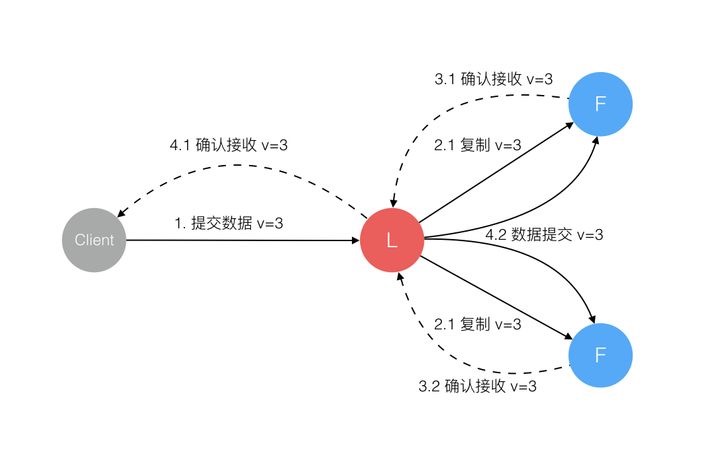 3.1 确认接收 v=3
F
4.1 确认接收 v=3
2.1 复制 v=3
1. 提交数据 v=3
Client
L
4.2 数据提交 v=3
2.1 复制 v=3
F
3.2 确认接收 v=3